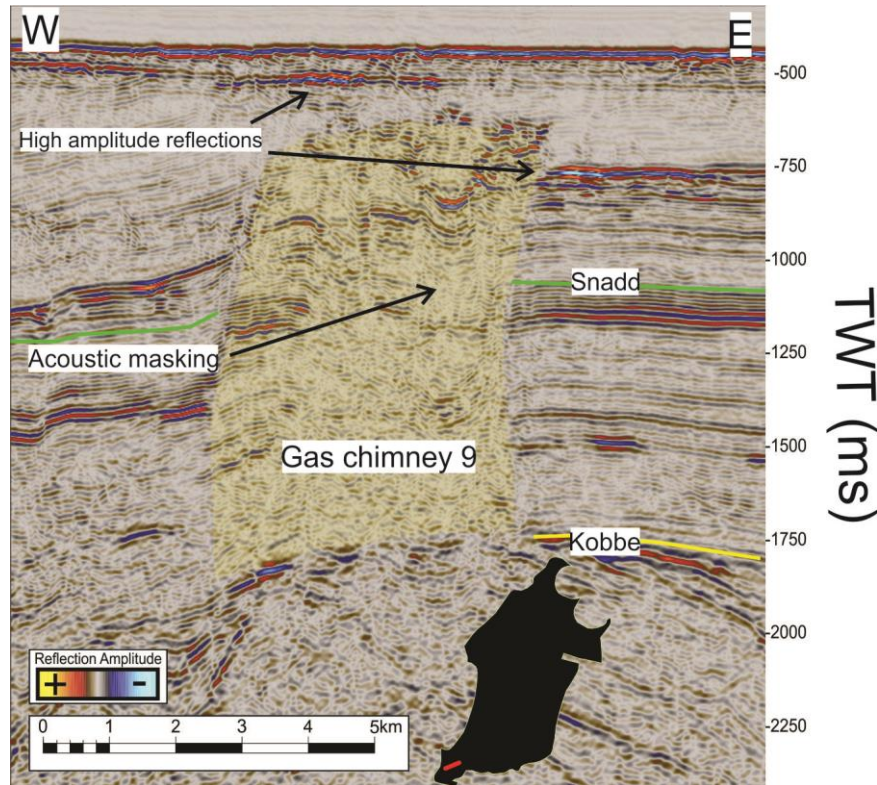 W
E
-500
High amplitude reflections
-750
-1000
Snadd
Acoustic masking
-1250
TWT (ms)
Gas chimney 9
-1500
Kobbe
-1750
-2000
Reflection Amplitude
+ -
0 1 2 3 4 5km
-2250